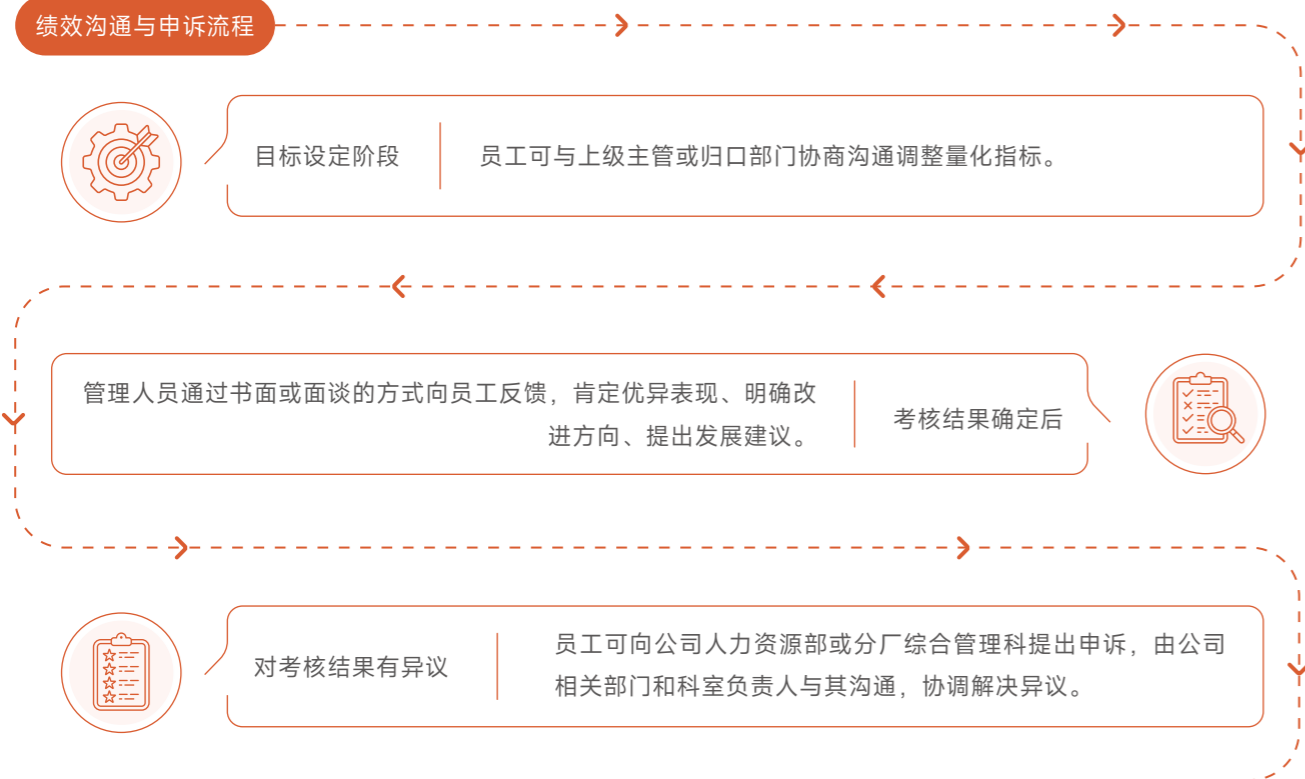 绩效沟通与申诉流程
目标设定阶段
员工可与上级主管或归口部门协商沟通调整量化指标。
管理人员通过书面或面谈的方式向员工反馈，肯定优异表现、明确改
进方向、提出发展建议。
考核结果确定后
对考核结果有异议
员工可向公司人力资源部或分厂综合管理科提出申诉，由公司
相关部门和科室负责人与其沟通，协调解决异议。